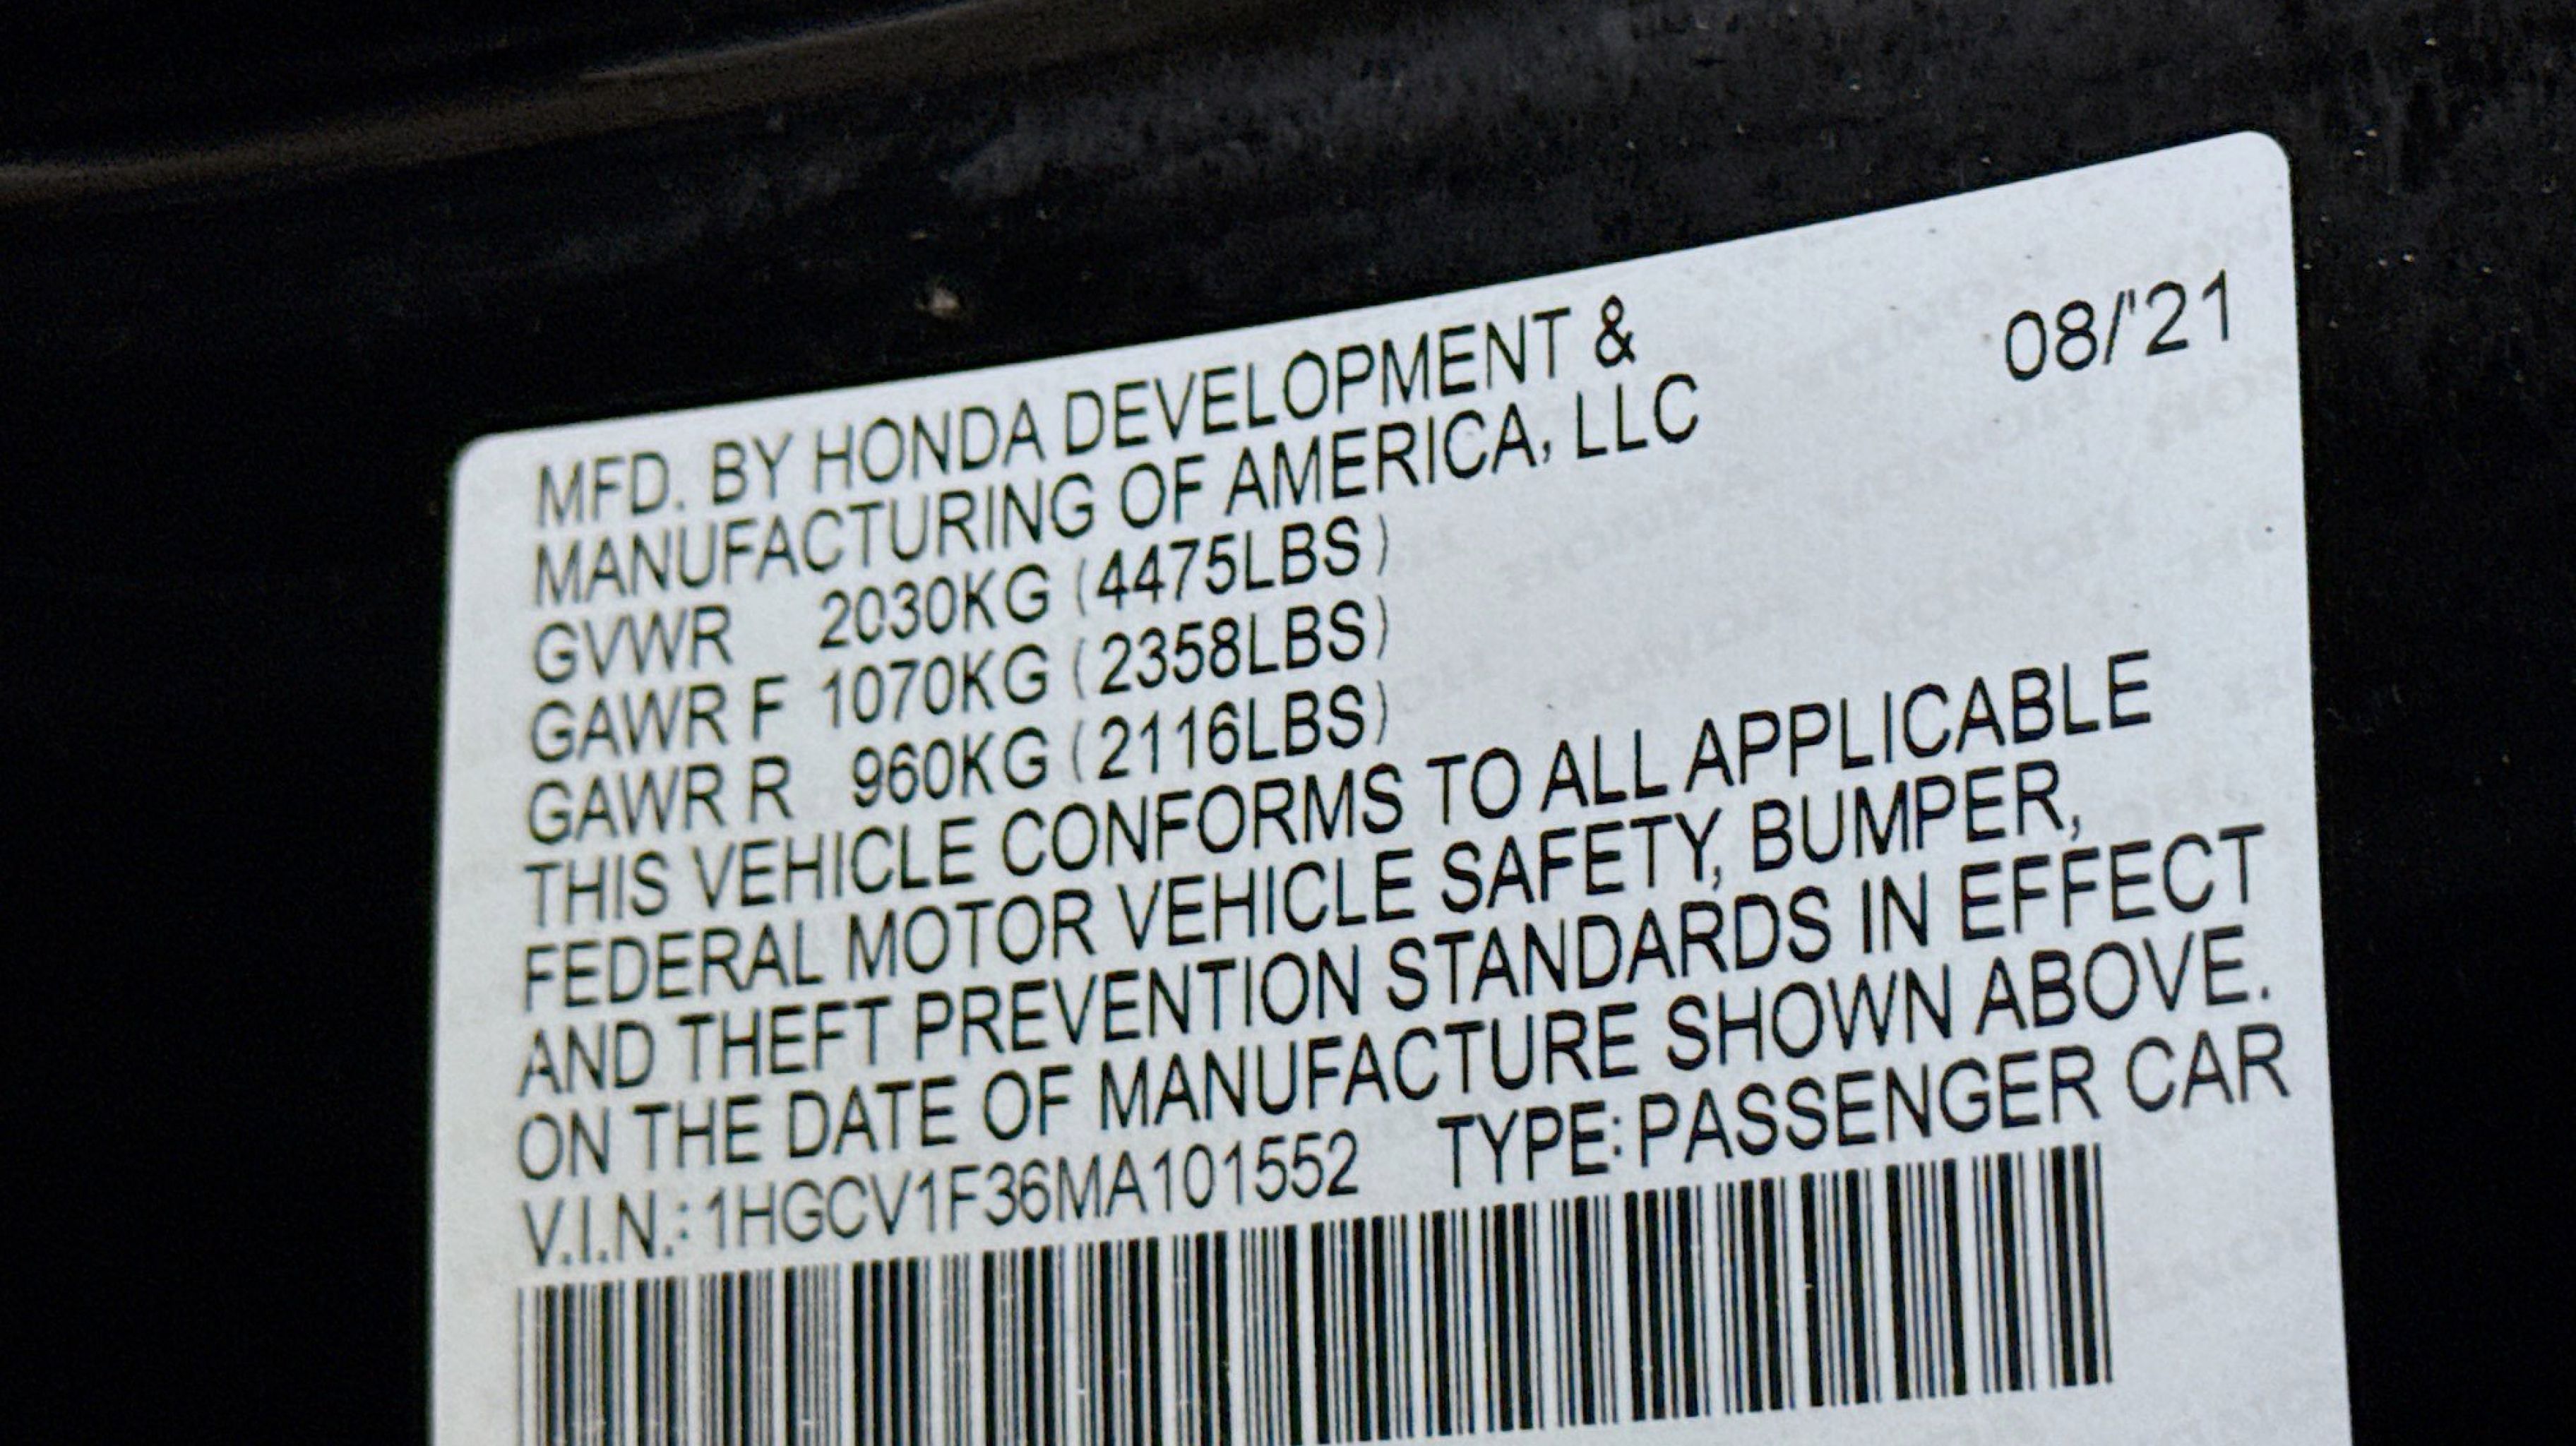 08/'21
MFD. BY HONDA DEVELOPMENT &
MANUFACTURING OF AMERICA, LLC
GVWR 2030KG (4475LBS)
GAWR F 1070KG (2358LBS)
GAWR R 960KG (2116LBS)
THIS VEHICLE CONFORMS TO ALL APPLICABLE
FEDERAL MOTOR VEHICLE SAFETY, BUMPER,
AND THEFT PREVENTION STANDARDS IN EFFECT
ON THE DATE OF MANUFACTURE SHOWN ABOVE.
V.I.N.: 1HGCV1F36MA101552 TYPE: PASSENGER CAR